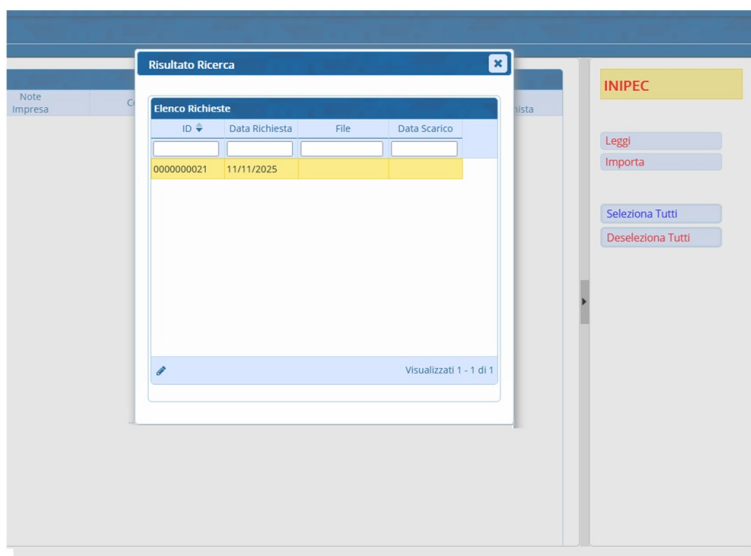 Risultato Ricerca
INIPEC
Note
Impresa
Elenco Richieste
ID Data Richiesta File Data Scarico
0000000021 11/11/2025
Leggi
Importa
Seleziona Tutti
Deseleziona Tutti
Visualizzati 1 - 1 di 1